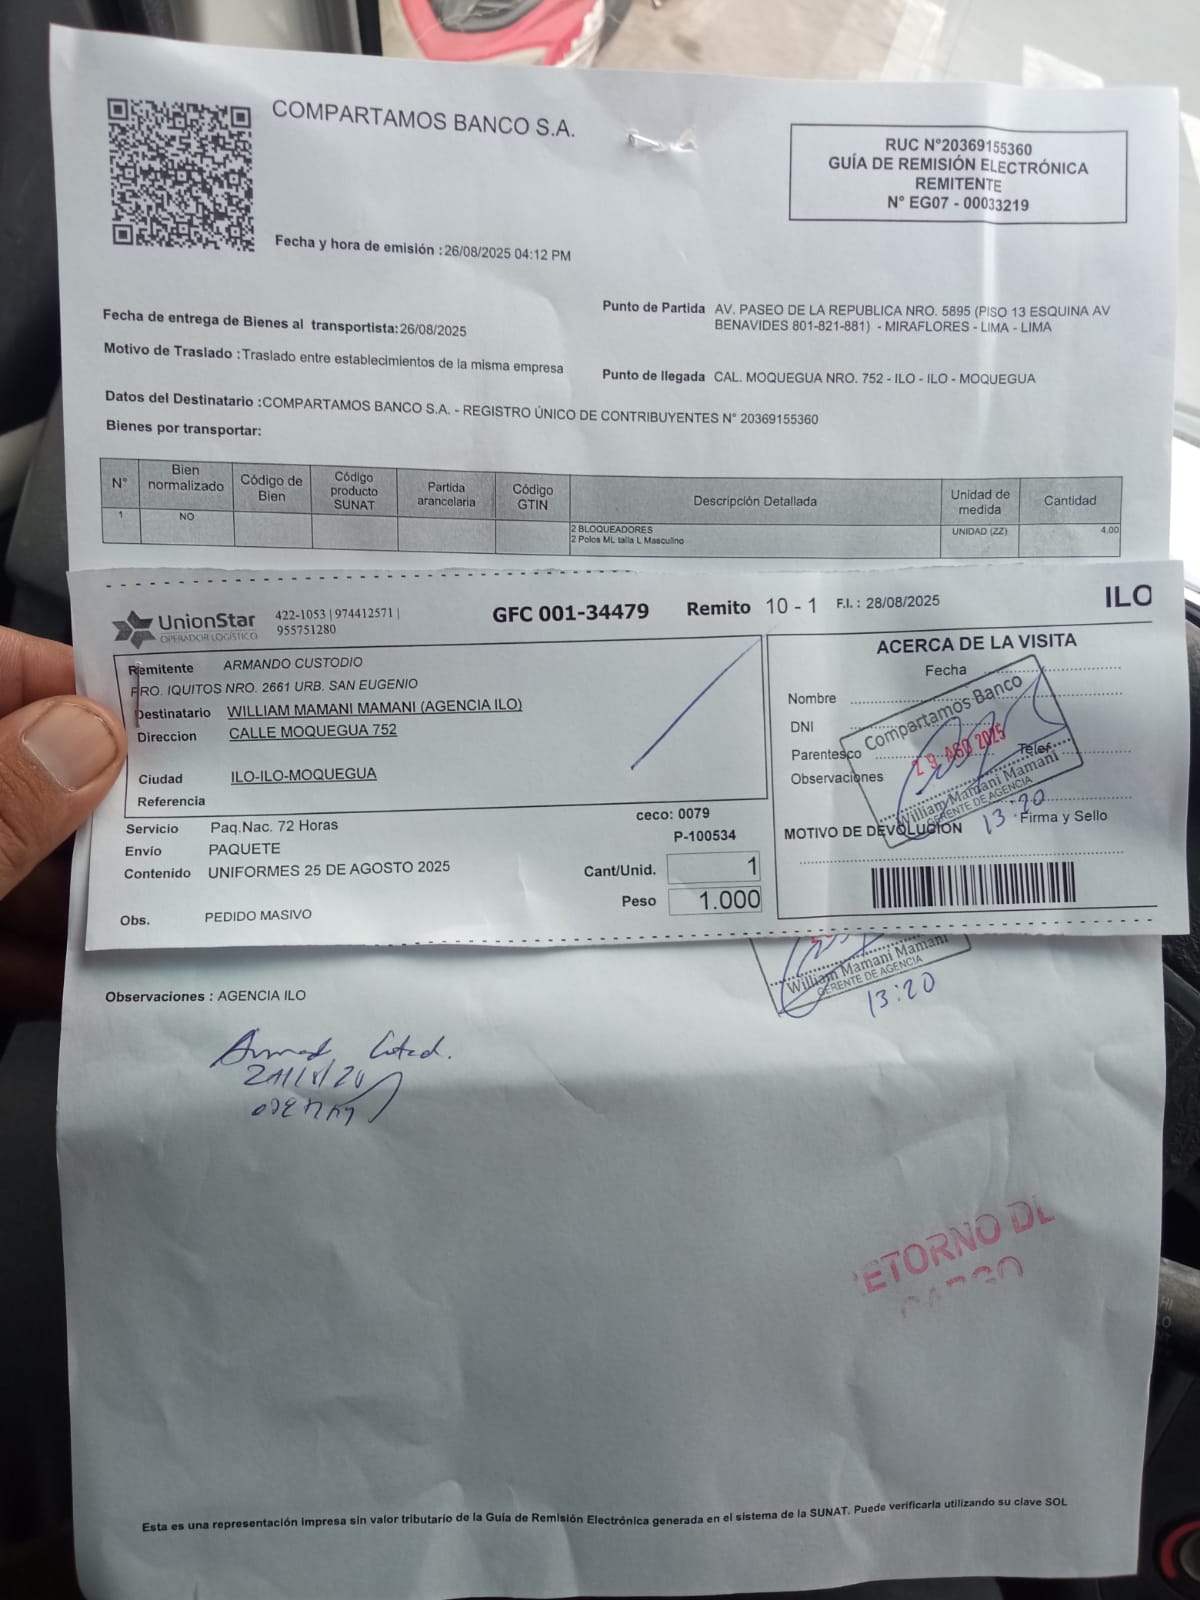 COMPARTAMOS BANCO S.A.
RUC N°20369155360
GUÍA DE REMISIÓN ELECTRÓNICA
REMITENTE
N° EG07 - 00033219
Fecha y hora de emisión :26/08/2025 04:12 PM
Fecha de entrega de Bienes al transportista:26/08/2025
Punto de Partida AV. PASEO DE LA REPUBLICA NRO. 5895 (PISO 13 ESQUINA AV
BENAVIDES 801-821-881) - MIRAFLORES - LIMA - LIMA
Motivo de Traslado :Traslado entre establecimientos de la misma empresa
Punto de llegada CAL. MOQUEGUA NRO. 752 - ILO - ILO - MOQUEGUA
Datos del Destinatario :COMPARTAMOS BANCO S.A. - REGISTRO ÚNICO DE CONTRIBUYENTES N° 20369155360
Bienes por transportar:
N° Bien normalizado Código de Bien Código producto SUNAT Partida arancelaria Código GTIN Descripción Detallada Unidad de medida Cantidad
1 NO 2 BLOQUEADORES UNIDAD (ZZ) 4.00
2 Polos ML talla L Masculino
UnionStar
OPERADOR LOGÍSTICO
422-1053 | 974412571 |
955751280
GFC 001-34479 Remito 10 - 1 F.I.: 28/08/2025 ILO
Remitente ARMANDO CUSTODIO
PRO. IQUITOS NRO. 2661 URB. SAN EUGENIO
Destinatario WILLIAM MAMANI MAMANI (AGENCIA ILO)
Direccion CALLE MOQUEGUA 752
Ciudad ILO-ILO-MOQUEGUA
Referencia
Servicio Paq.Nac. 72 Horas
Envío PAQUETE
Contenido UNIFORMES 25 DE AGOSTO 2025
Obs. PEDIDO MASIVO
ceco: 0079
P-100534
Cant/Unid. 1
Peso 1.000
ACERCA DE LA VISITA
Fecha
Nombre
DNI
Parentesco
Telef
Observaciones
Compartamos Banco
29 AGO 2025
William Mamani Mamani
GERENTE DE AGENCIA
13:20
MOTIVO DE DEVOLUCION
Firma y Sello
William Mamani Mamani
GERENTE DE AGENCIA
13:20
Observaciones : AGENCIA ILO
RETORNO DE
CARGO
Esta es una representación impresa sin valor tributario de la Guía de Remisión Electrónica generada en el sistema de la SUNAT. Puede verificarla utilizando su clave SOL